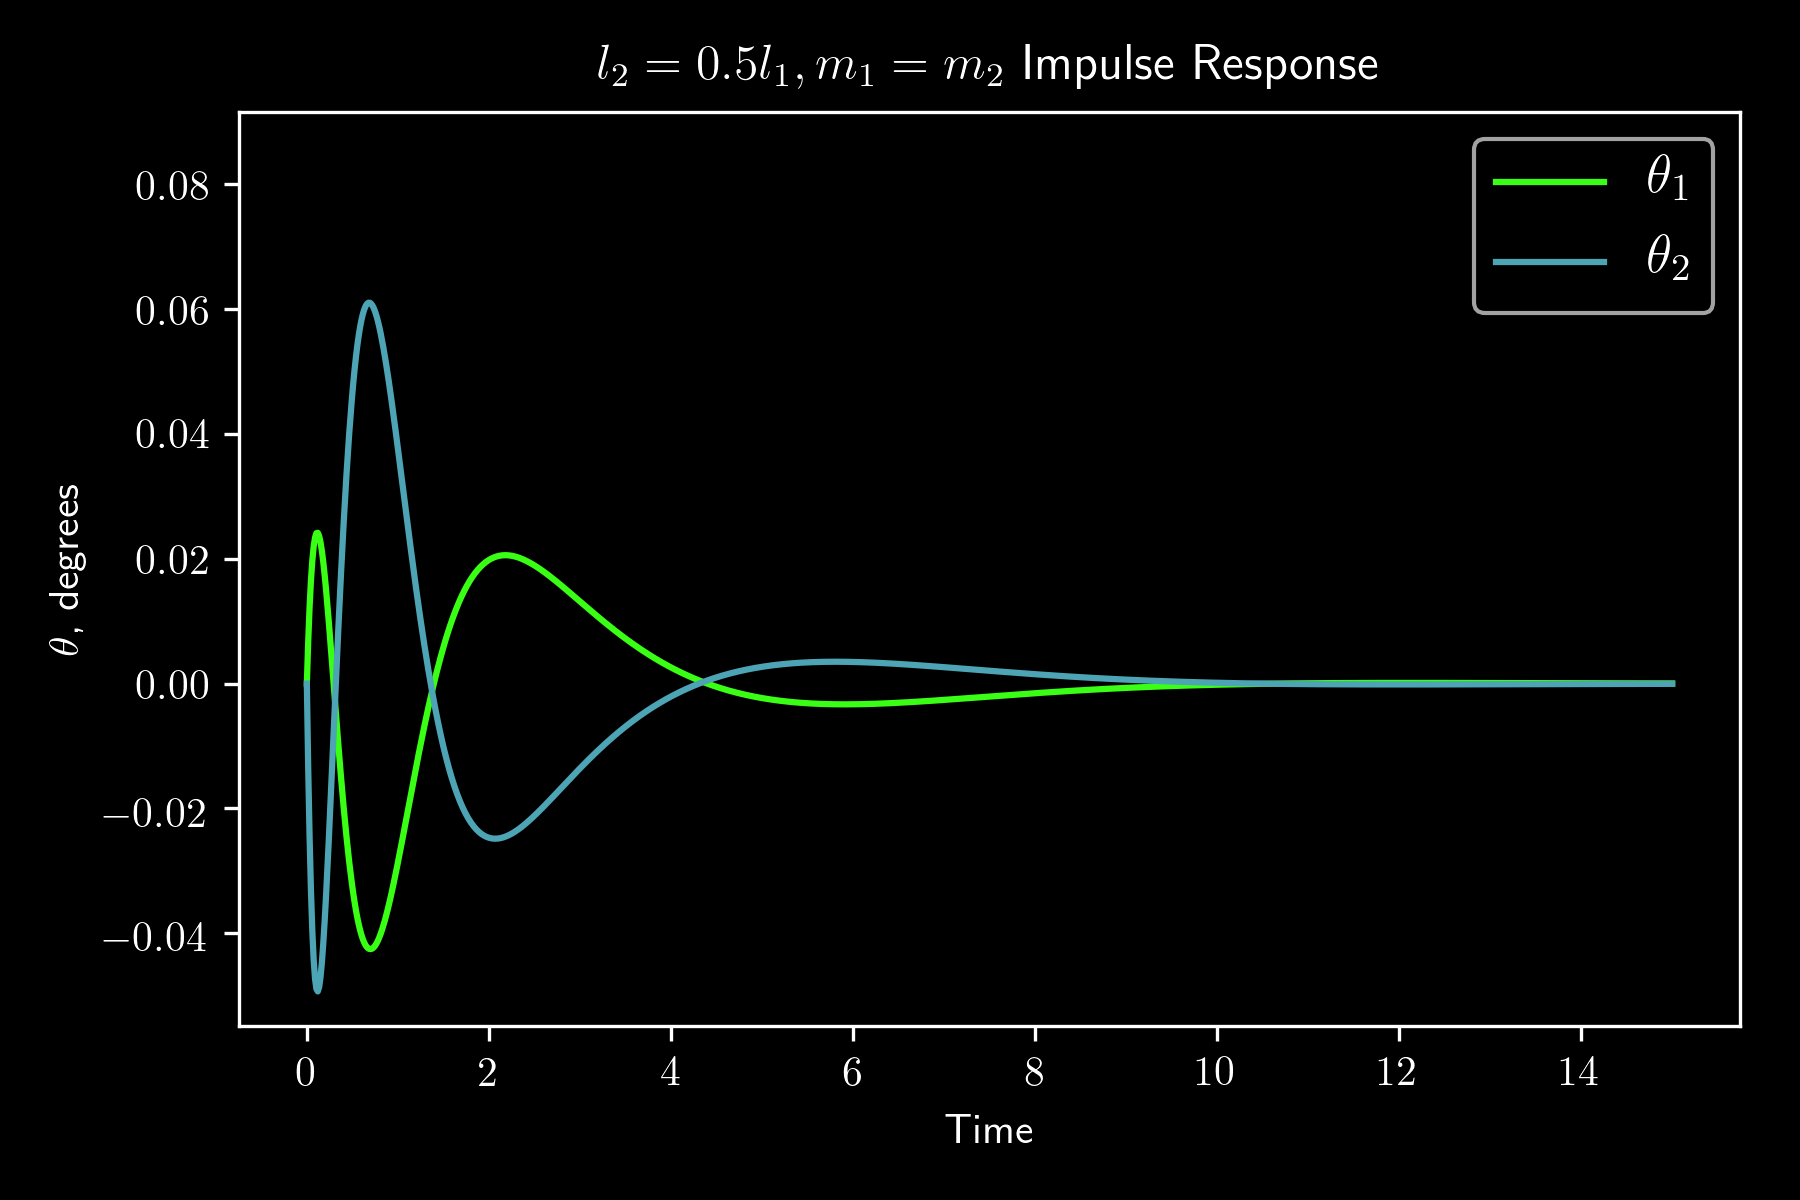 l₂ = 0.5l₁, m₁ = m₂ Impulse Response
θ₁
θ₂
0.08
0.06
0.04
0.02
0.00
−0.02
−0.04
θ, degrees
0 2 4 6 8 10 12 14
Time